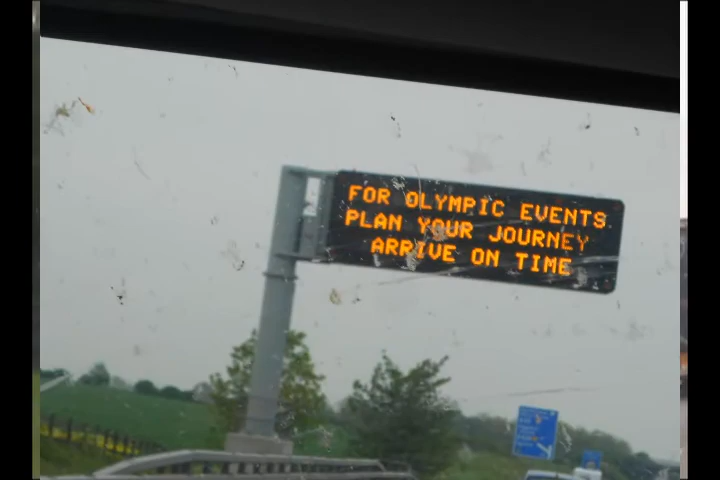 FOR OLYMPIC EVENTS
PLAN YOUR JOURNEY
ARRIVE ON TIME